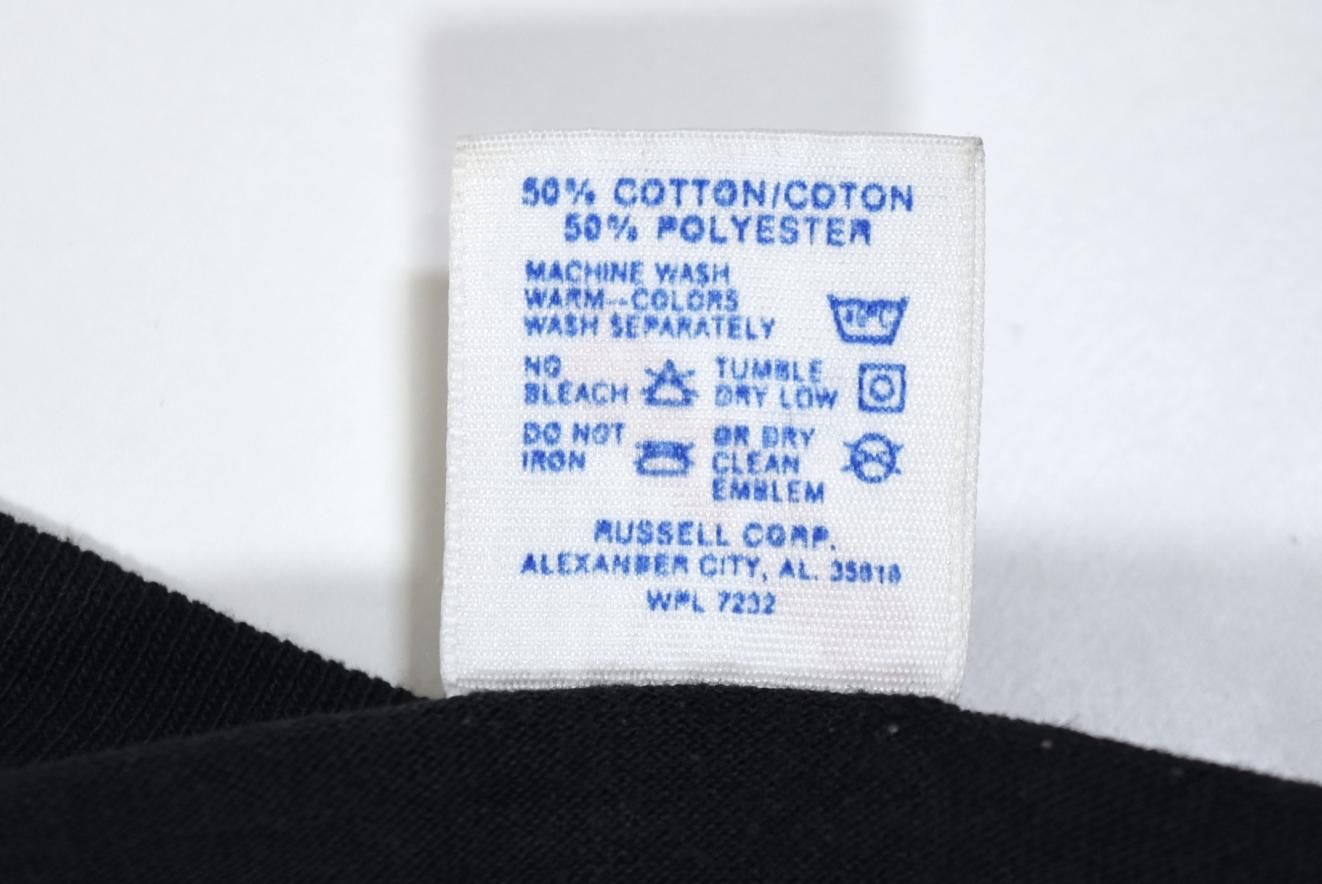 50% COTTON/COTON
50% POLYESTER
MACHINE WASH
WARM--COLORS
WASH SEPARATELY
NO
BLEACH
TUMBLE
DRY LOW
DO NOT
IRON
OR DRY
CLEAN
EMBLEM
RUSSELL CORP.
ALEXANDER CITY, AL. 35010
WPL 7232